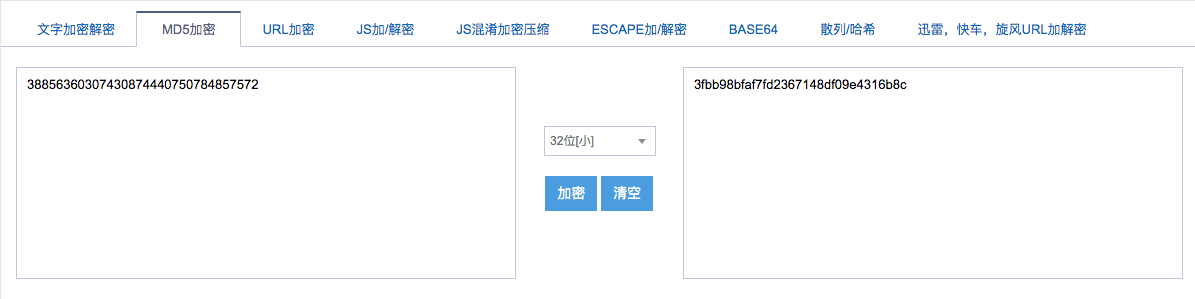 文字加密解密 MD5加密 URL加密 JS加/解密 JS混淆加密压缩 ESCAPE加/解密 BASE64 散列/哈希 迅雷，快车，旋风URL加解密
388563603074308744407507848575​72
3fbb98bfaf7fd2367148df09e4316b8c
32位[小]
加密 清空